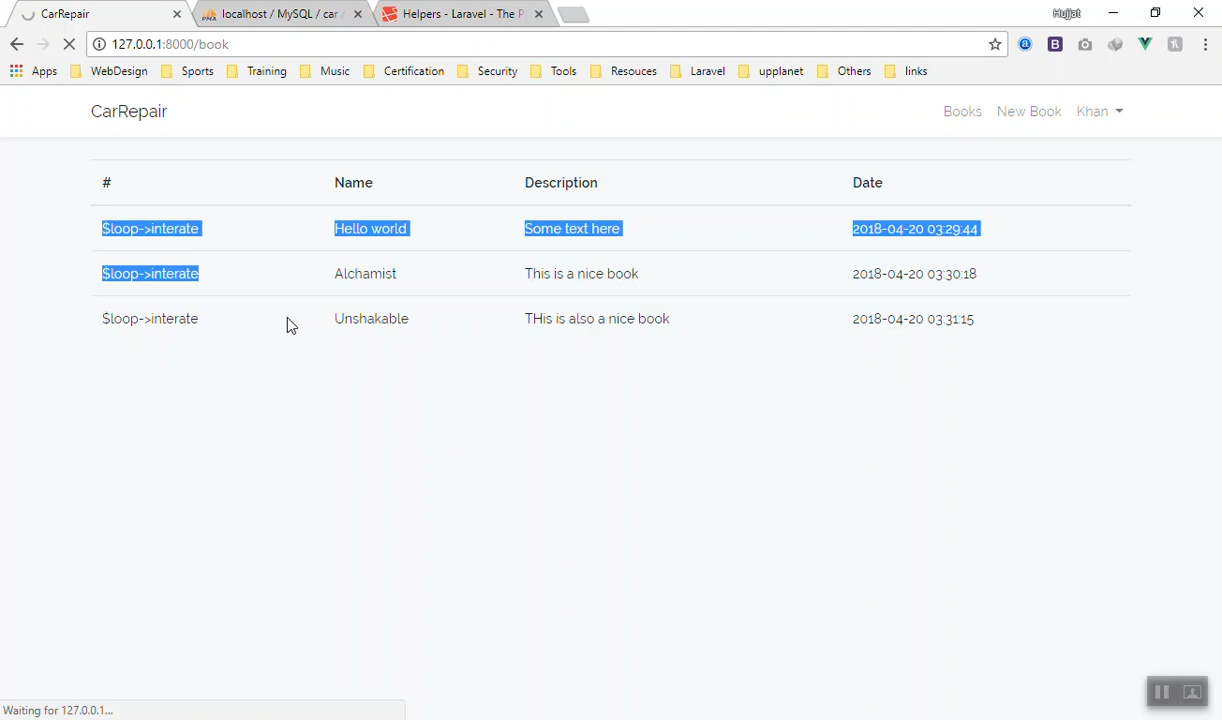 CarRepair
localhost / MySQL / car
Helpers - Laravel - The P
Hujjat
127.0.0.1:8000/book
Apps WebDesign Sports Training Music Certification Security Tools Resouces Laravel upplanet Others links
CarRepair Books New Book Khan
# Name Description Date
$loop->interate Hello world Some text here 2018-04-20 03:29:44
$loop->interate Alchamist This is a nice book 2018-04-20 03:30:18
$loop->interate Unshakable THis is also a nice book 2018-04-20 03:31:15
Waiting for 127.0.0.1...